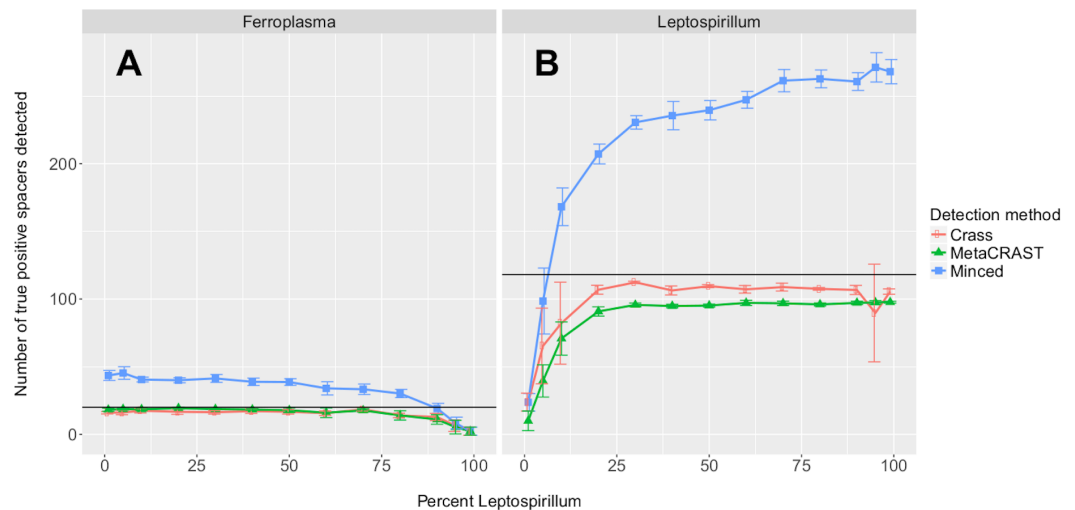 Ferroplasma
Leptospirillum
A
B
Number of true positive spacers detected
200
100
0
0
25
50
75
100
0
25
50
75
100
Percent Leptospirillum
Detection method
Crass
MetaCRAST
Minced